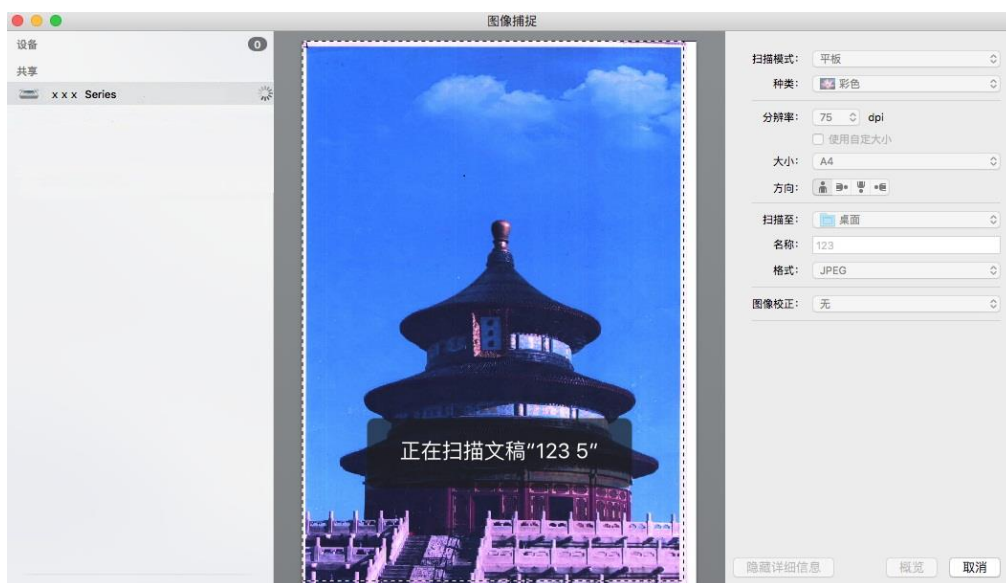 图像捕捉
设备 0
共享
x x x Series
扫描模式： 平板
种类： 彩色
分辨率： 75 dpi
使用自定大小
大小： A4
方向：
扫描至： 桌面
名称： 123
格式： JPEG
图像校正： 无
正在扫描文稿“123 5”
隐藏详细信息 概览 取消